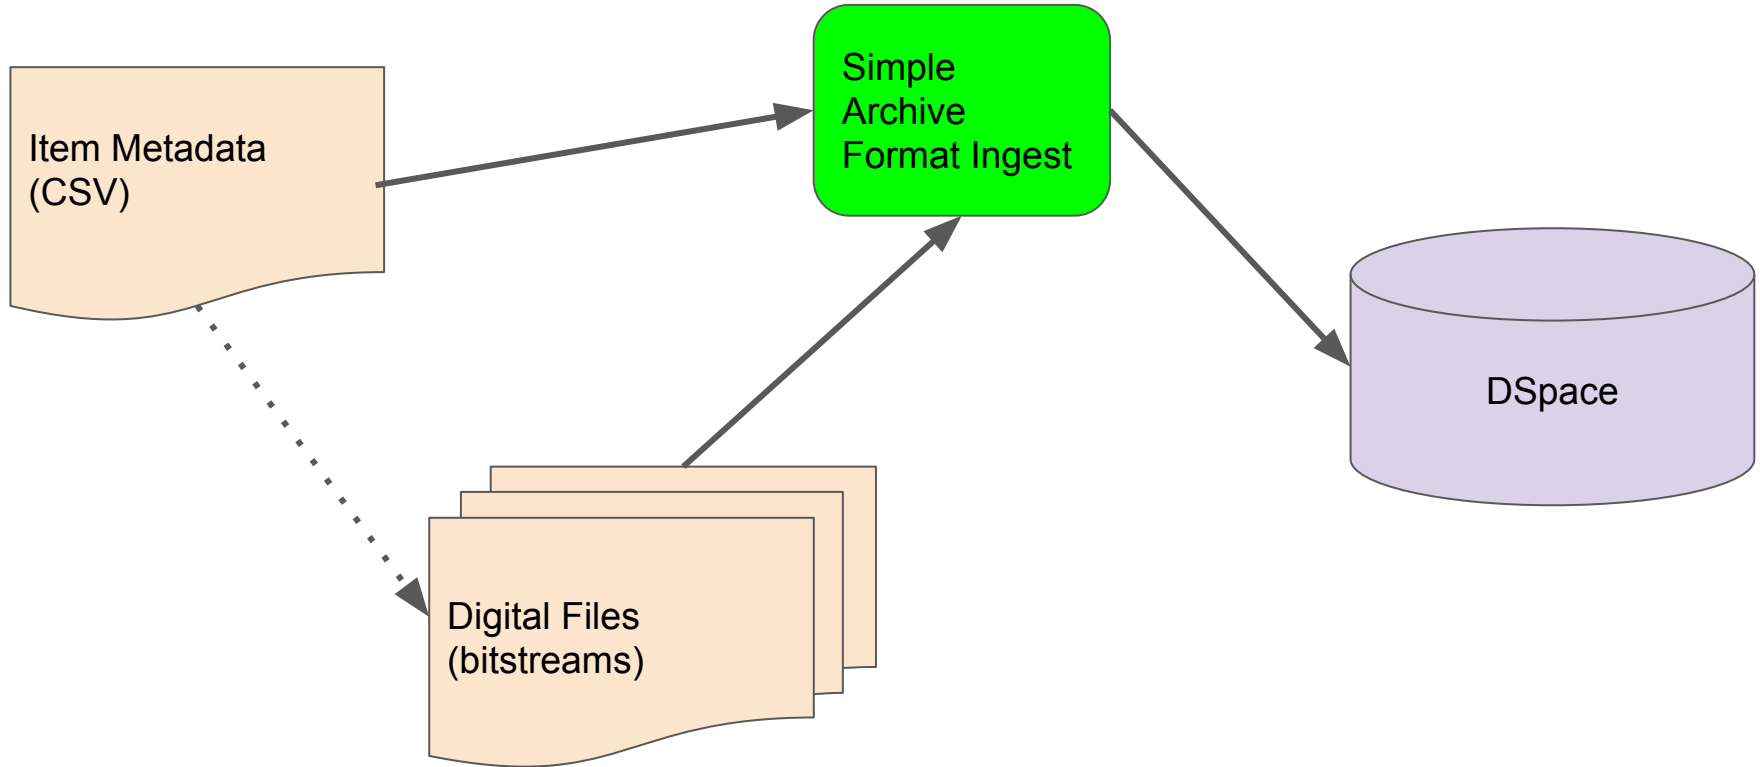 Item Metadata
(CSV)
Simple
Archive
Format Ingest
DSpace
Digital Files
(bitstreams)